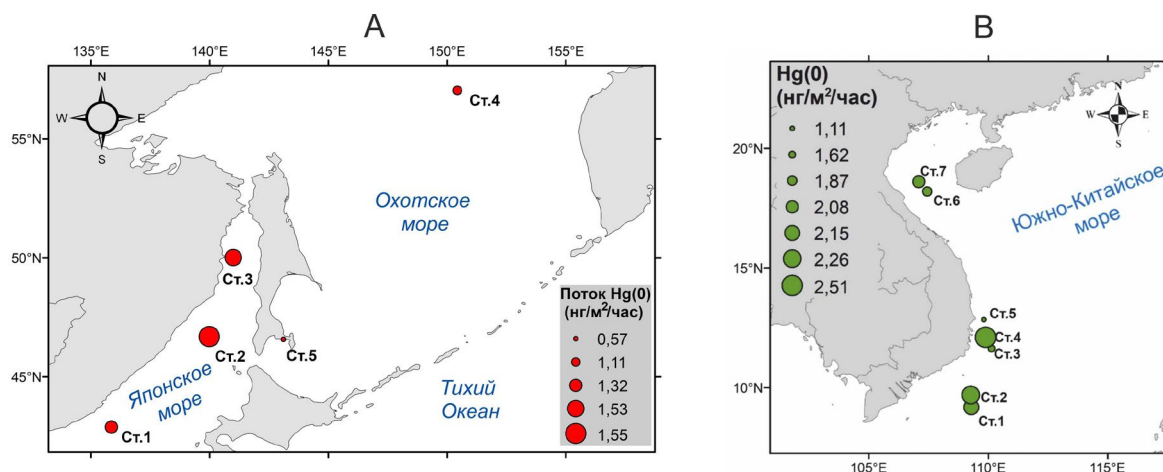 A
135°E 140°E 145°E 150°E 155°E
N
W E
S
55°N
50°N
45°N
Ст.4
Охотское
море
Ст.3
Ст.2
Ст.5
Японское
море
Ст.1
Тихий
Океан
Поток Hg(0)
(нг/м²/час)
0,57
1,11
1,32
1,53
1,55
B
105°E 110°E 115°E
Hg(0)
(нг/м²/час)
1,11
1,62
1,87
2,08
2,15
2,26
2,51
N
W E
S
20°N
15°N
10°N
Ст.7
Ст.6
Южно-Китайское
море
Ст.5
Ст.4
Ст.3
Ст.2
Ст.1
105°E 110°E 115°E